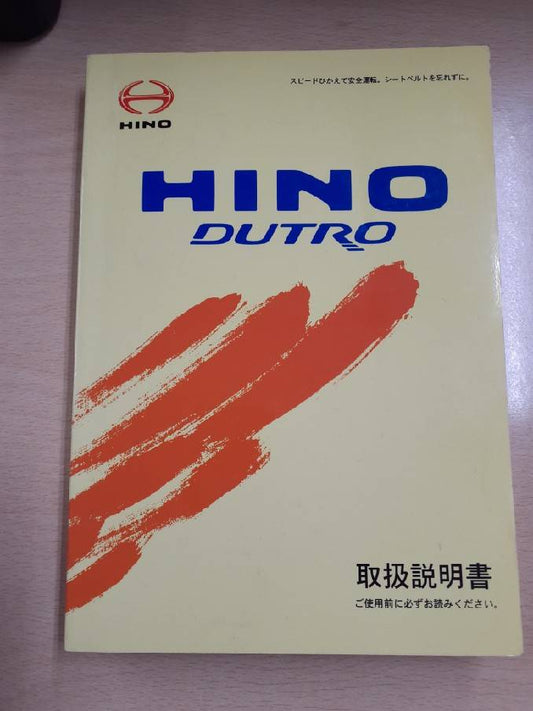 スピードひかえて安全運転。シートベルトを忘れずに。
HINO
HINO
DUTRO
取扱説明書
ご使用前に必ずお読みください。